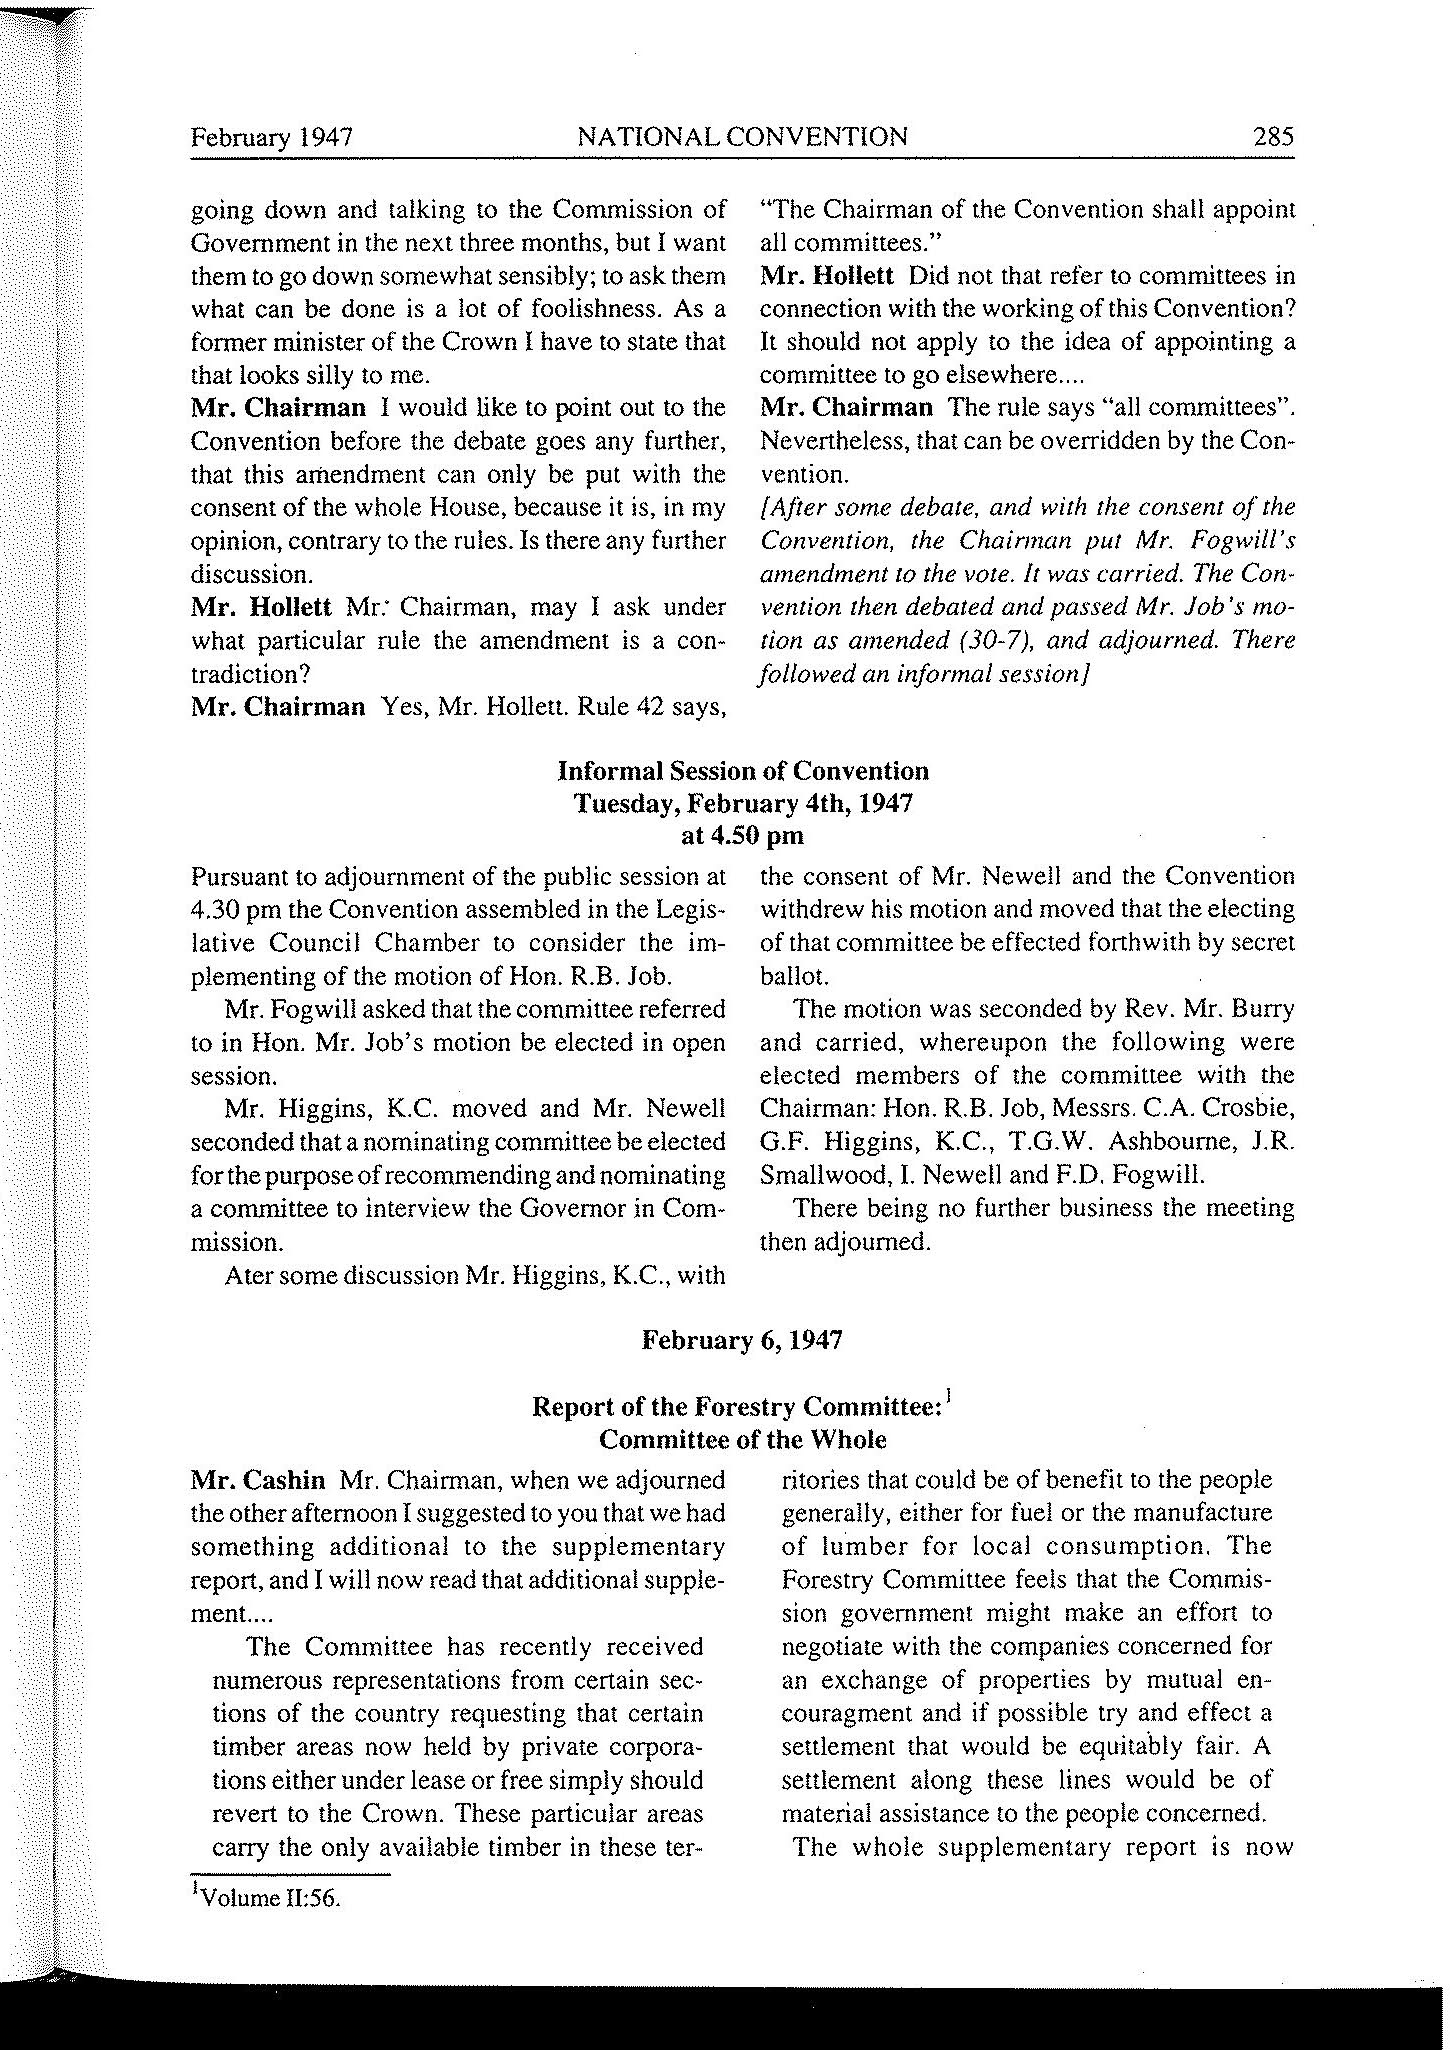 February 1947 NATIONAL CONVENTION 285
going down and talking to the Commission of
Government in the next three months, but I want
them to go down somewhat sensibly; to ask them
what can be done is a lot of foolishness. As a
former minister of the Crown I have to state that
that looks silly to me.
Mr. Chairman I would like to point out to the
Convention before the debate goes any further,
that this amendment can only be put with the
consent of the whole House, because it is, in my
opinion, contrary to the rules. Is there any further
discussion.
Mr. Hollett Mr. Chairman, may I ask under
what particular rule the amendment is a con-
tradiction?
Mr. Chairman Yes, Mr. Hollett. Rule 42 says,
“The Chairman of the Convention shall appoint
all committees.”
Mr. Hollett Did not that refer to committees in
connection with the working of this Convention?
It should not apply to the idea of appointing a
committee to go elsewhere....
Mr. Chairman The rule says “all committees”.
Nevertheless, that can be overridden by the Con-
vention.
[After some debate, and with the consent of the
Convention, the Chairman put Mr. Fogwill's
amendment to the vote. It was carried. The Con-
vention then debated and passed Mr. Job's mo-
tion as amended (30-7), and adjourned. There
followed an informal session]
Informal Session of Convention
Tuesday, February 4th, 1947
at 4.50 pm
Pursuant to adjournment of the public session at
4.30 pm the Convention assembled in the Legis-
lative Council Chamber to consider the im-
plementing of the motion of Hon. R.B. Job.
Mr. Fogwill asked that the committee referred
to in Hon. Mr. Job's motion be elected in open
session.
Mr. Higgins, K.C. moved and Mr. Newell
seconded that a nominating committee be elected
for the purpose of recommending and nominating
a committee to interview the Governor in Com-
mission.
Ater some discussion Mr. Higgins, K.C., with
the consent of Mr. Newell and the Convention
withdrew his motion and moved that the electing
of that committee be effected forthwith by secret
ballot.
The motion was seconded by Rev. Mr. Burry
and carried, whereupon the following were
elected members of the committee with the
Chairman: Hon. R.B. Job, Messrs. C.A. Crosbie,
G.F. Higgins, K.C., T.G.W. Ashbourne, J.R.
Smallwood, I. Newell and F.D. Fogwill.
There being no further business the meeting
then adjourned.
February 6, 1947
Report of the Forestry Committee:1
Committee of the Whole
Mr. Cashin Mr. Chairman, when we adjourned
the other afternoon I suggested to you that we had
something additional to the supplementary
report, and I will now read that additional supple-
ment....
The Committee has recently received
numerous representations from certain sec-
tions of the country requesting that certain
timber areas now held by private corpora-
tions either under lease or free simply should
revert to the Crown. These particular areas
carry the only available timber in these ter-
ritories that could be of benefit to the people
generally, either for fuel or the manufacture
of lumber for local consumption. The
Forestry Committee feels that the Commis-
sion government might make an effort to
negotiate with the companies concerned for
an exchange of properties by mutual en-
couragment and if possible try and effect a
settlement that would be equitably fair. A
settlement along these lines would be of
material assistance to the people concerned.
The whole supplementary report is now
1Volume II:56.